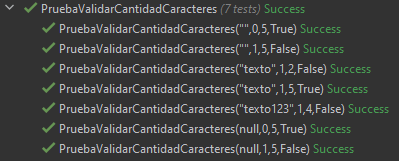 PruebaValidarCantidadCaracteres (7 tests) Success
PruebaValidarCantidadCaracteres("",0,5,True) Success
PruebaValidarCantidadCaracteres("",1,5,False) Success
PruebaValidarCantidadCaracteres("texto",1,2,False) Success
PruebaValidarCantidadCaracteres("texto",1,5,True) Success
PruebaValidarCantidadCaracteres("texto123",1,4,False) Success
PruebaValidarCantidadCaracteres(null,0,5,True) Success
PruebaValidarCantidadCaracteres(null,1,5,False) Success